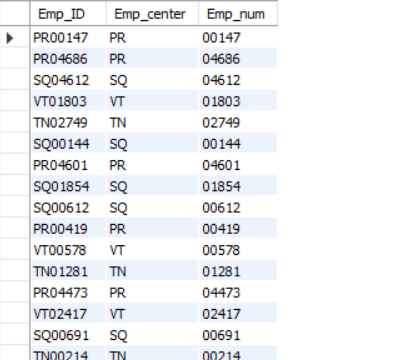 Emp_ID Emp_center Emp_num
PR00147 PR 00147
PR04686 PR 04686
SQ04612 SQ 04612
VT01803 VT 01803
TN02749 TN 02749
SQ00144 SQ 00144
PR04601 PR 04601
SQ01854 SQ 01854
SQ00612 SQ 00612
PR00419 PR 00419
VT00578 VT 00578
TN01281 TN 01281
PR04473 PR 04473
VT02417 VT 02417
SQ00691 SQ 00691
TN00214 TN 00214